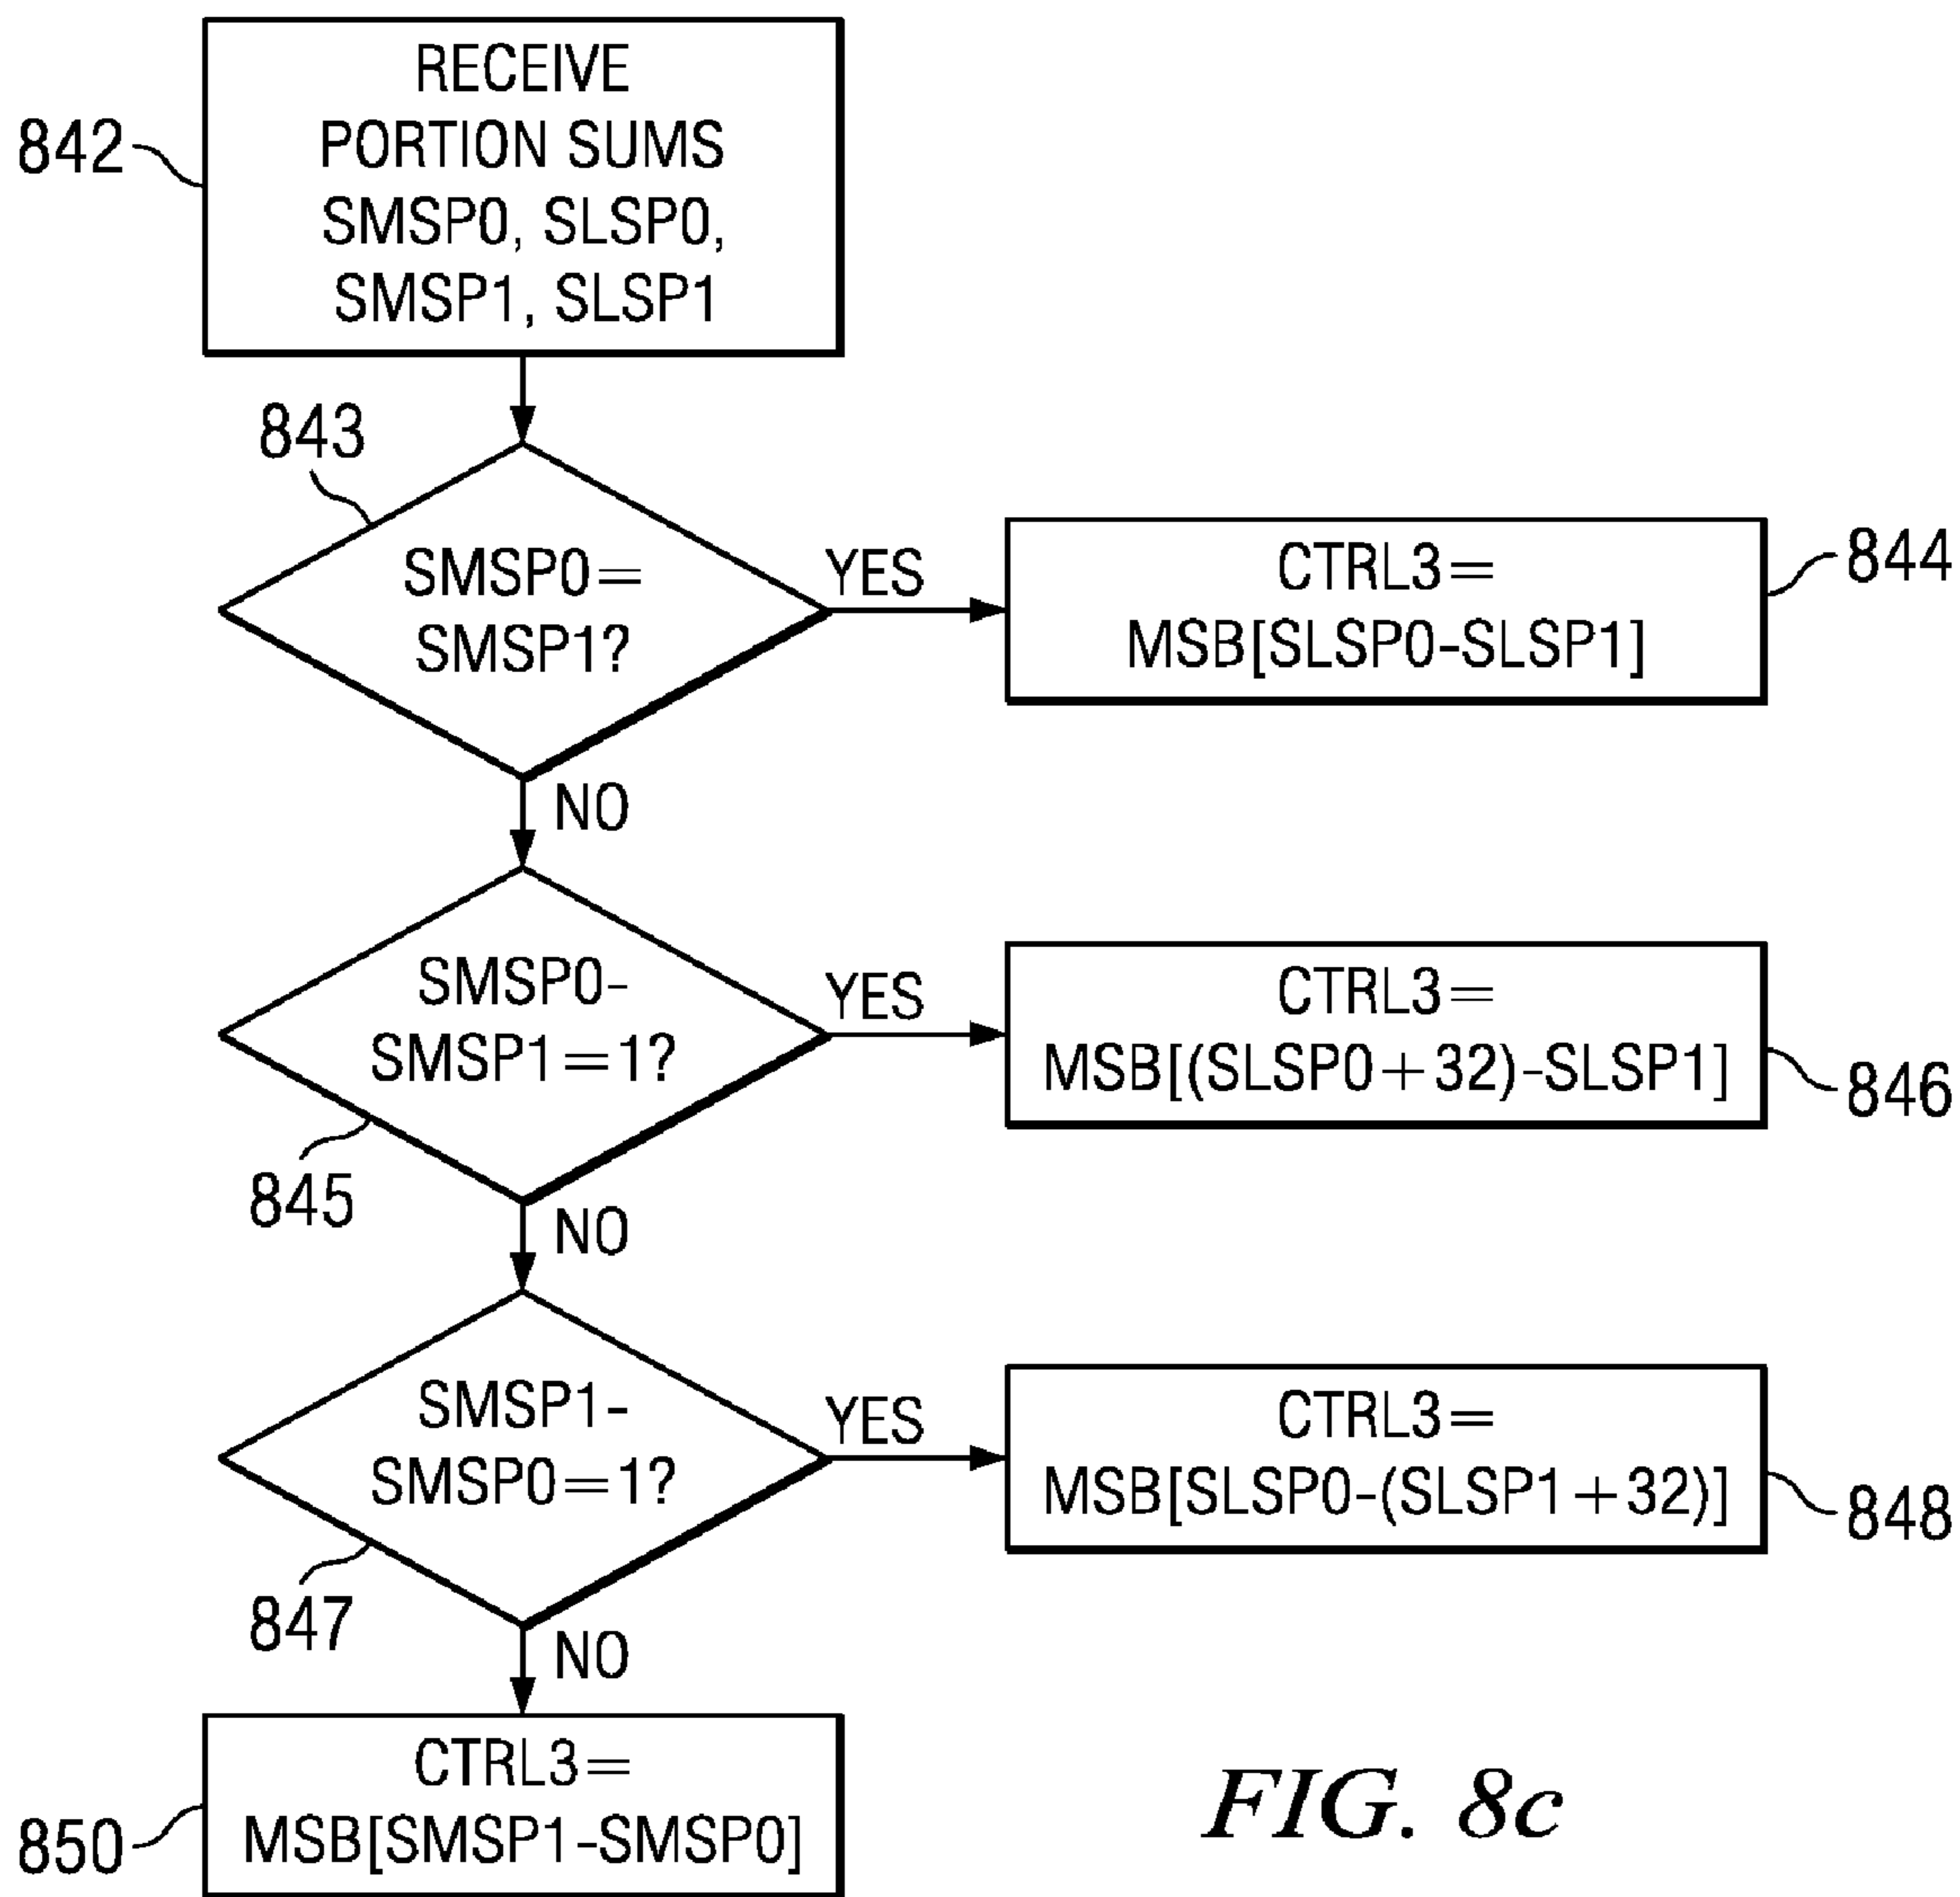 RECEIVE
PORTION SUMS
SMSP0, SLSP0,
SMSP1, SLSP1
842
843
SMSP0=
SMSP1?
YES
CTRL3=
MSB[SLSP0-SLSP1]
844
NO
SMSP0-
SMSP1=1?
YES
CTRL3=
MSB[(SLSP0+32)-SLSP1]
846
845
NO
SMSP1-
SMSP0=1?
YES
CTRL3=
MSB[SLSP0-(SLSP1+32)]
848
847
NO
CTRL3=
MSB[SMSP1-SMSP0]
850
FIG. 8c